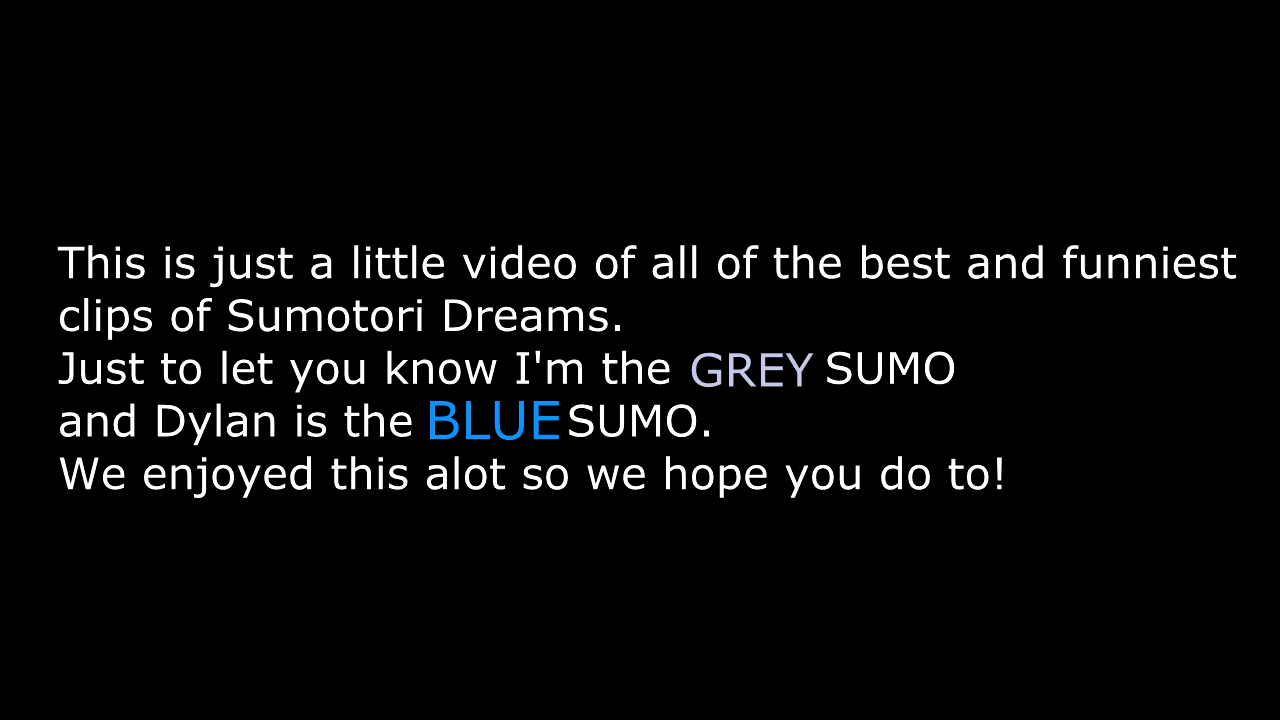 This is just a little video of all of the best and funniest
clips of Sumotori Dreams.
Just to let you know I'm the GREY SUMO
and Dylan is the BLUE SUMO.
We enjoyed this alot so we hope you do to!